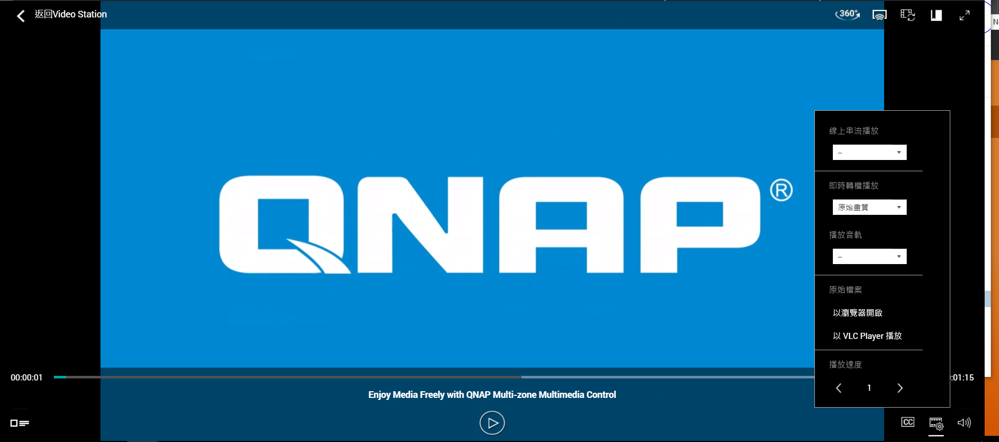 返回Video Station
360°
N
QNAP®
線上串流播放
--
即時轉檔播放
原始畫質
播放音軌
--
原始檔案
以瀏覽器開啟
以 VLC Player 播放
播放速度
1
00:00:01
:01:15
Enjoy Media Freely with QNAP Multi-zone Multimedia Control
CC